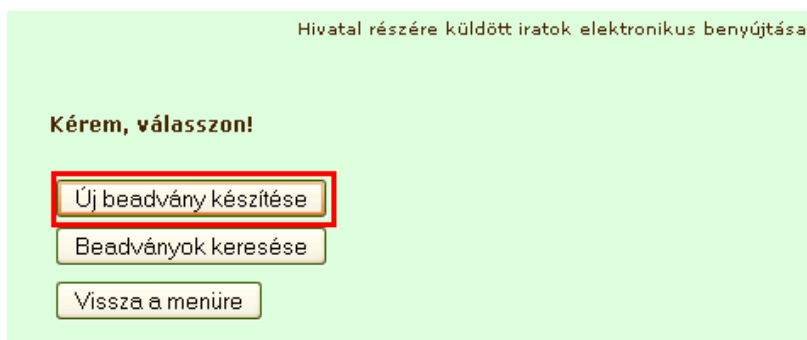 Hivatal részére küldött iratok elektronikus benyújtása
Kérem, válasszon!
Új beadvány készítése
Beadványok keresése
Vissza a menüre